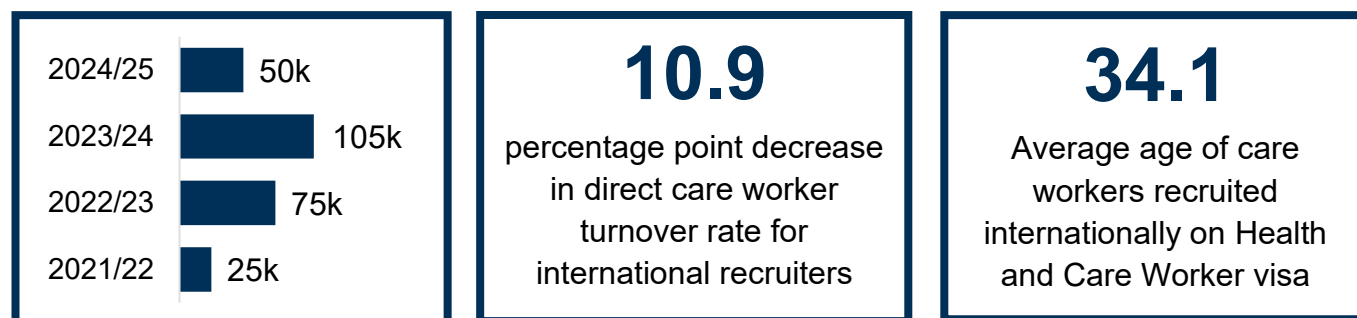 2024/25 50k
2023/24 105k
2022/23 75k
2021/22 25k
10.9
percentage point decrease
in direct care worker
turnover rate for
international recruiters
34.1
Average age of care
workers recruited
internationally on Health
and Care Worker visa